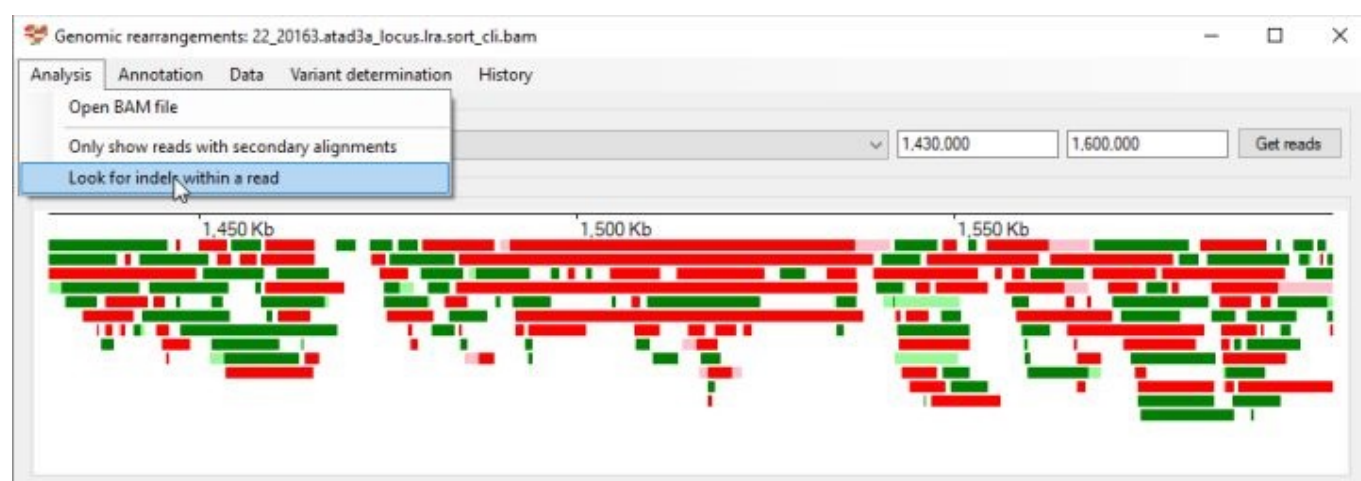 Genomic rearrangements: 22_20163.atad3a_locus.lra.sort_cli.bam
Analysis Annotation Data Variant determination History
Open BAM file
Only show reads with secondary alignments
1,430.000 1,600.000 Get reads
Look for indels within a read
1,450 Kb 1,500 Kb 1,550 Kb